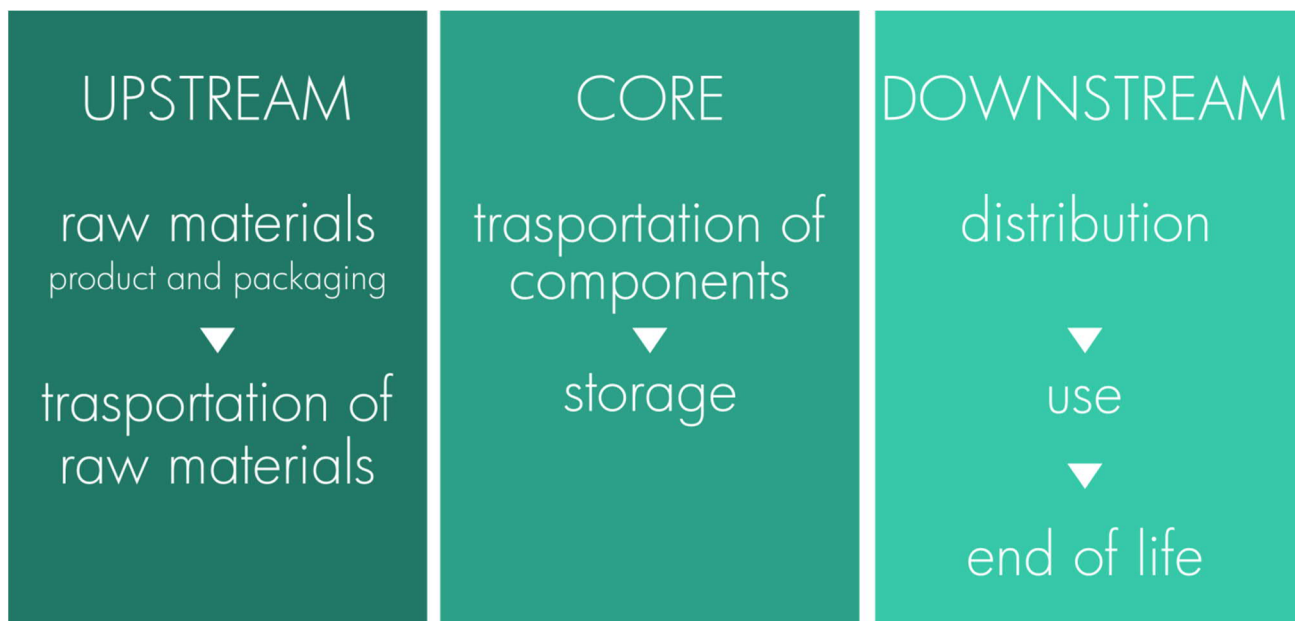 UPSTREAM
raw materials
product and packaging
trasportation of
raw materials
CORE
trasportation of
components
storage
DOWNSTREAM
distribution
use
end of life